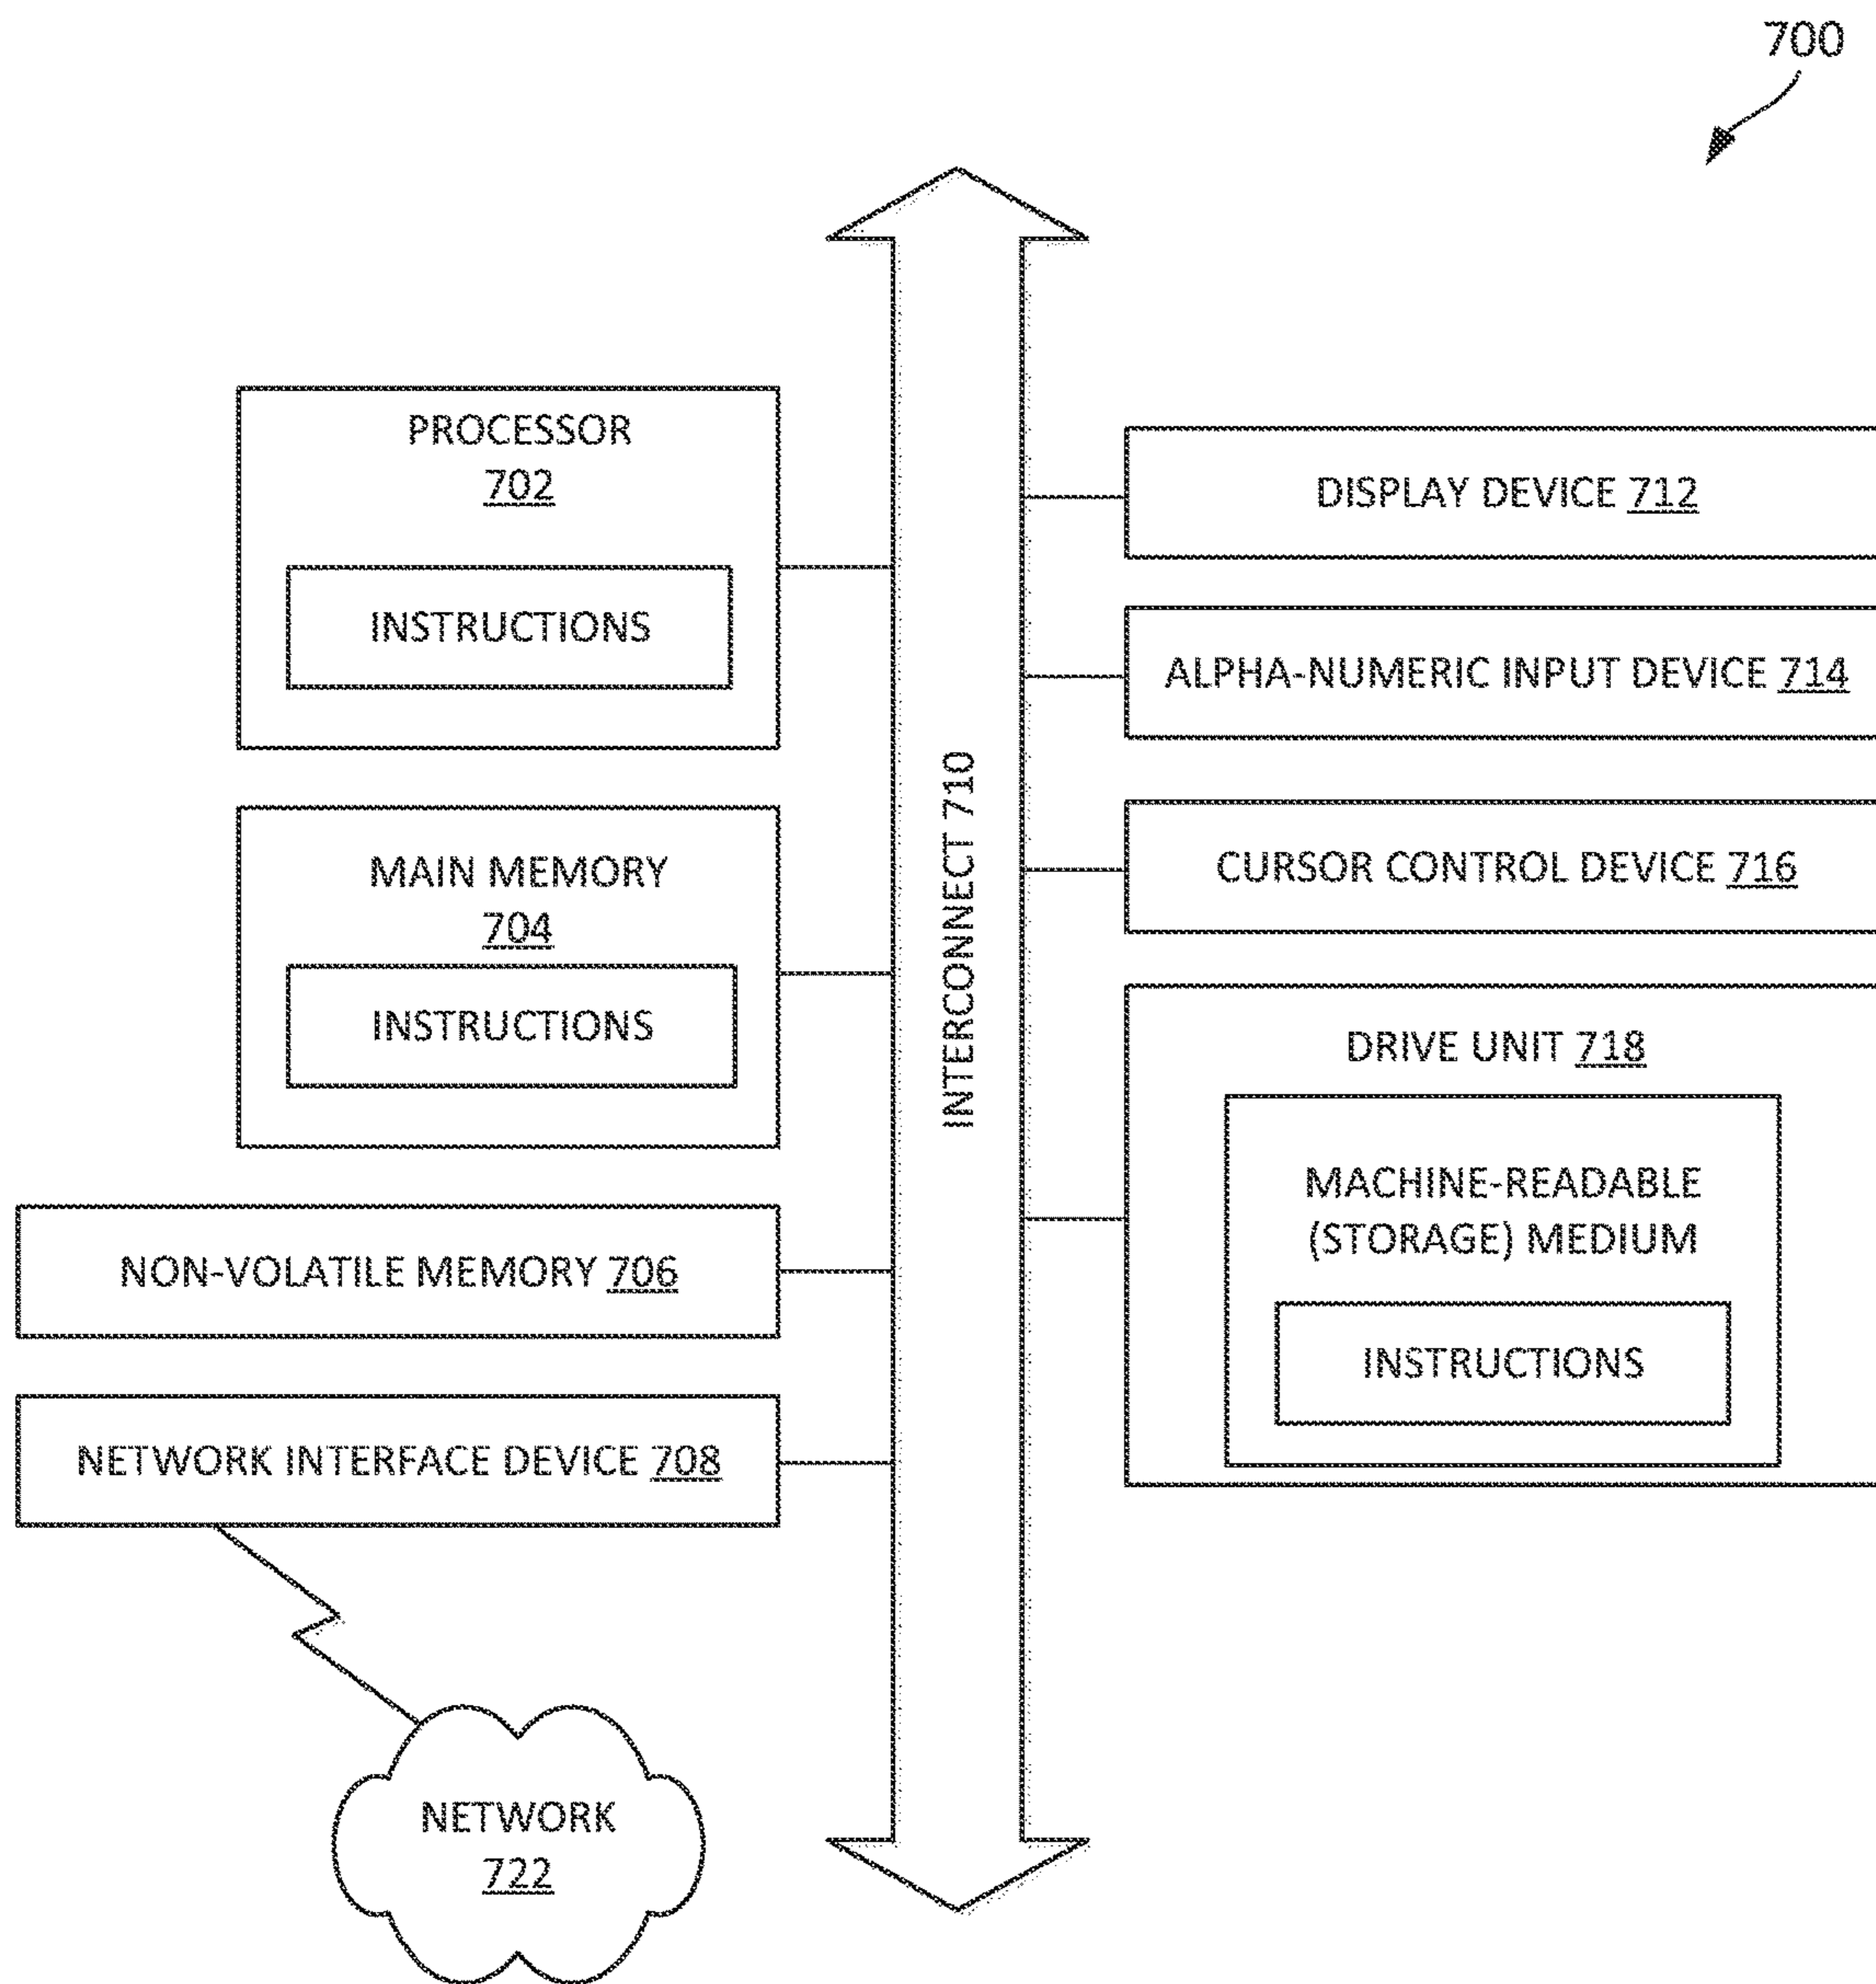 700
PROCESSOR
702
INSTRUCTIONS
MAIN MEMORY
704
INSTRUCTIONS
NON-VOLATILE MEMORY 706
NETWORK INTERFACE DEVICE 708
NETWORK
722
INTERCONNECT 710
DISPLAY DEVICE 712
ALPHA-NUMERIC INPUT DEVICE 714
CURSOR CONTROL DEVICE 716
DRIVE UNIT 718
MACHINE-READABLE
(STORAGE) MEDIUM
INSTRUCTIONS